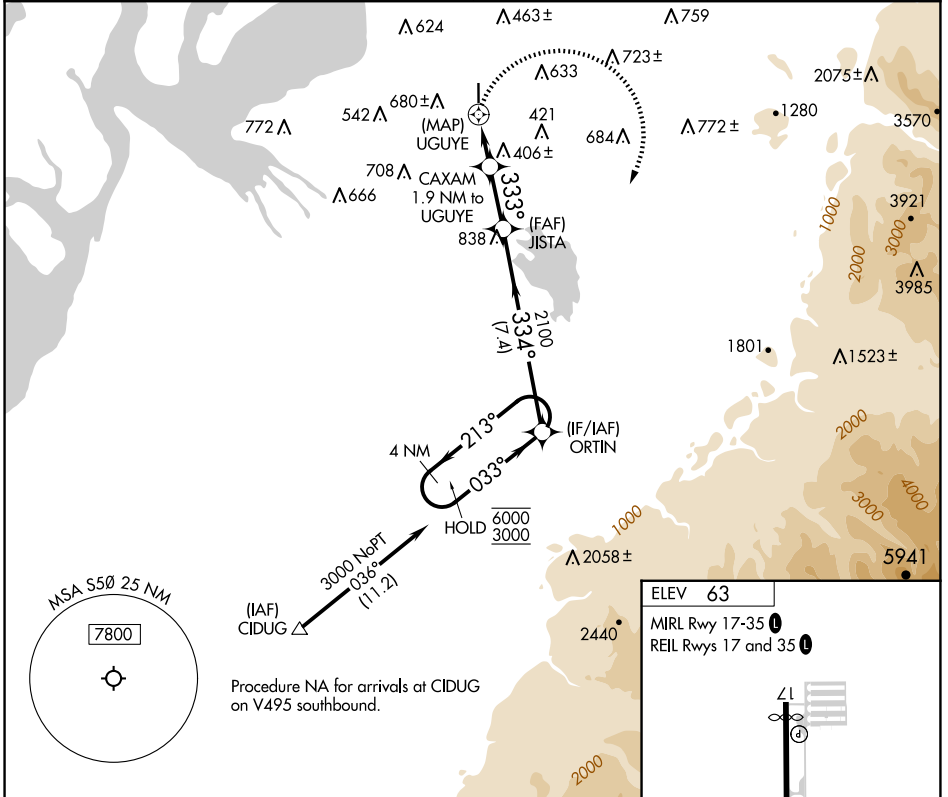 624
463±
759
723±
633
2075±
1280
3570
680±
542
772
(MAP)
UGUYE
421
684
772±
406±
708
CAXAM
1.9 NM to
UGUYE
666
333°
(FAF)
JISTA
838
1000
3921
3000
2000
3985
2100
334°
(7.4)
1801
1523±
2000
(IF/IAF)
ORTIN
4 NM
213°
033°
HOLD
6000
3000
1000
4000
3000
2058±
5941
3000 NoPT
036°
(11.2)
(IAF)
CIDUG
MSA S5Ø 25 NM
7800
2440
Procedure NA for arrivals at CIDUG
on V495 southbound.
2000
ELEV 63
MIRL Rwy 17-35 L
REIL Rwys 17 and 35 L
17
P